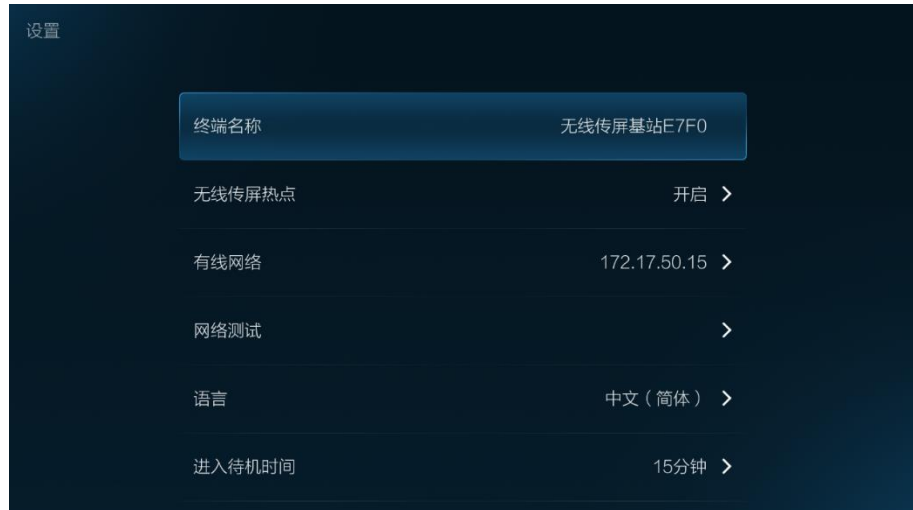 设置
终端名称 无线传屏基站E7F0
无线传屏热点 开启
有线网络 172.17.50.15
网络测试
语言 中文（简体）
进入待机时间 15分钟